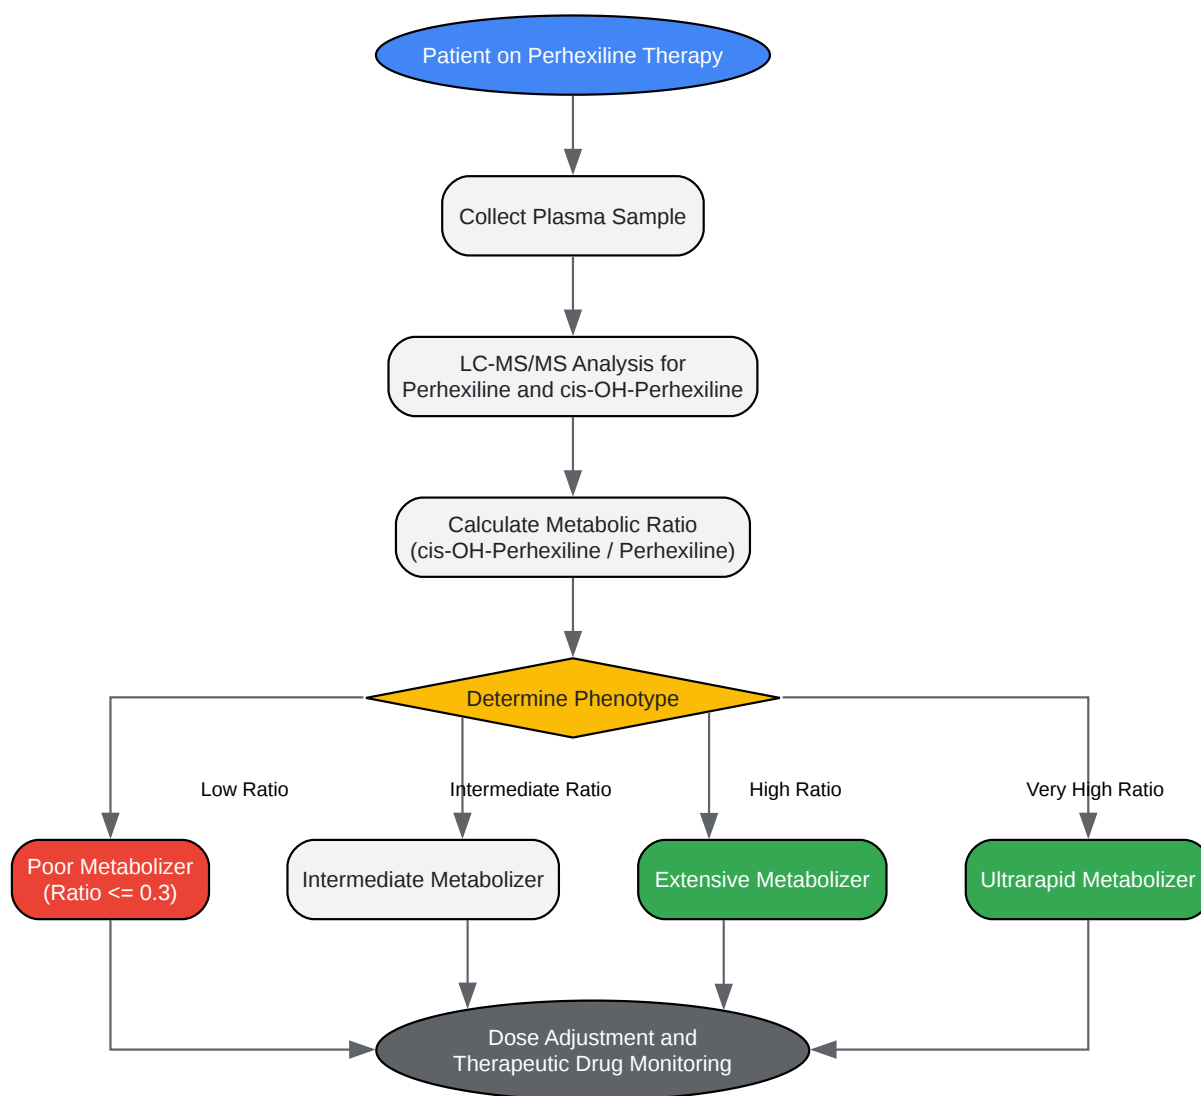 Patient on Perhexiline Therapy
Collect Plasma Sample
LC-MS/MS Analysis for
Perhexiline and cis-OH-Perhexiline
Calculate Metabolic Ratio
(cis-OH-Perhexiline / Perhexiline)
Determine Phenotype
Low Ratio
Intermediate Ratio
High Ratio
Very High Ratio
Poor Metabolizer
(Ratio <= 0.3)
Intermediate Metabolizer
Extensive Metabolizer
Ultrarapid Metabolizer
Dose Adjustment and
Therapeutic Drug Monitoring